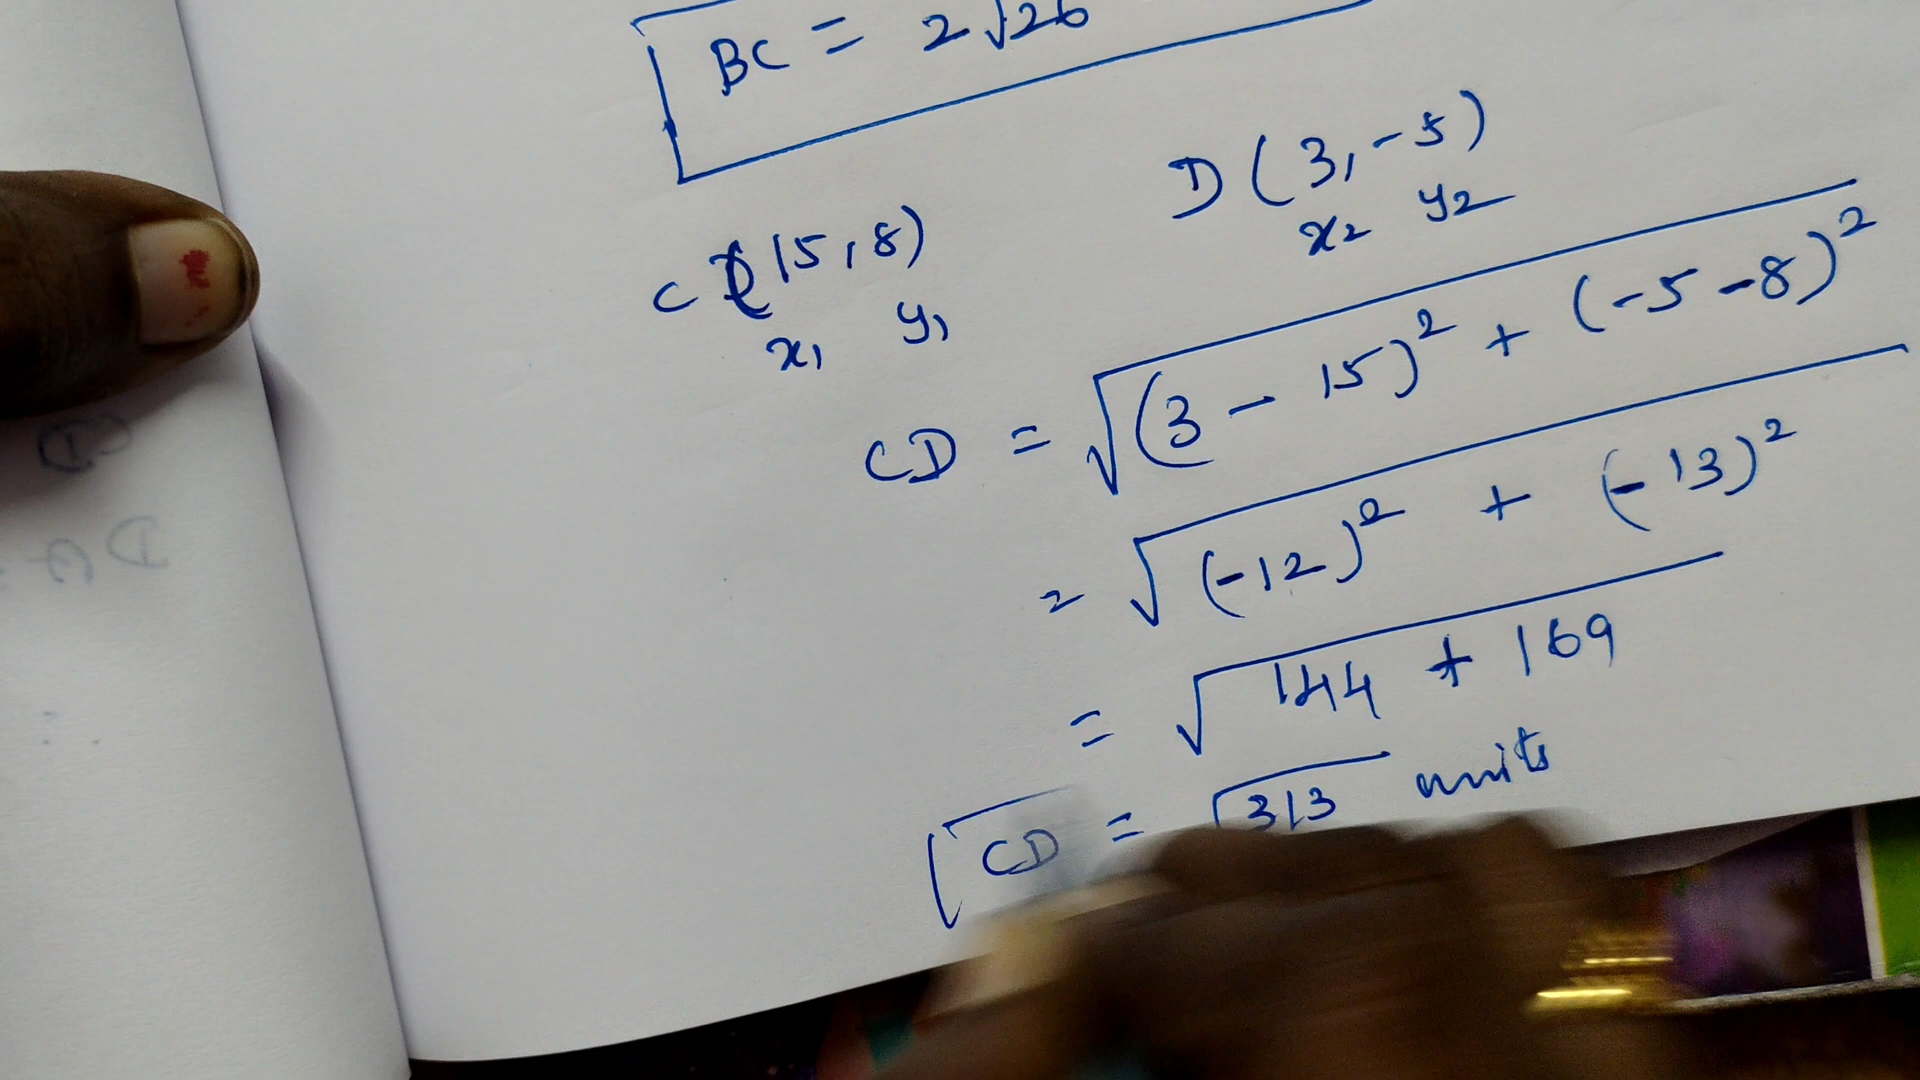 BC = 2√26
C (15, 8) D (3, -5)
x₁ y₁ x₂ y₂
CD = √(3 - 15)² + (-5 - 8)²
= √(-12)² + (-13)²
= √144 + 169
CD = √313 units